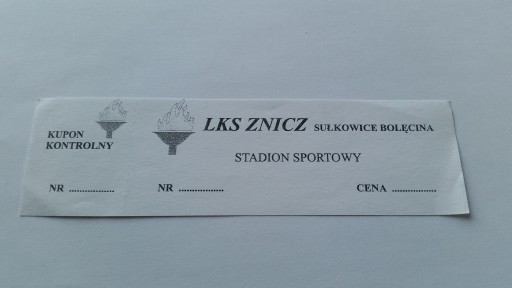 KUPON
KONTROLNY
NR .................
LKS ZNICZ SUŁKOWICE BOLĘCINA
STADION SPORTOWY
NR ................. CENA .................